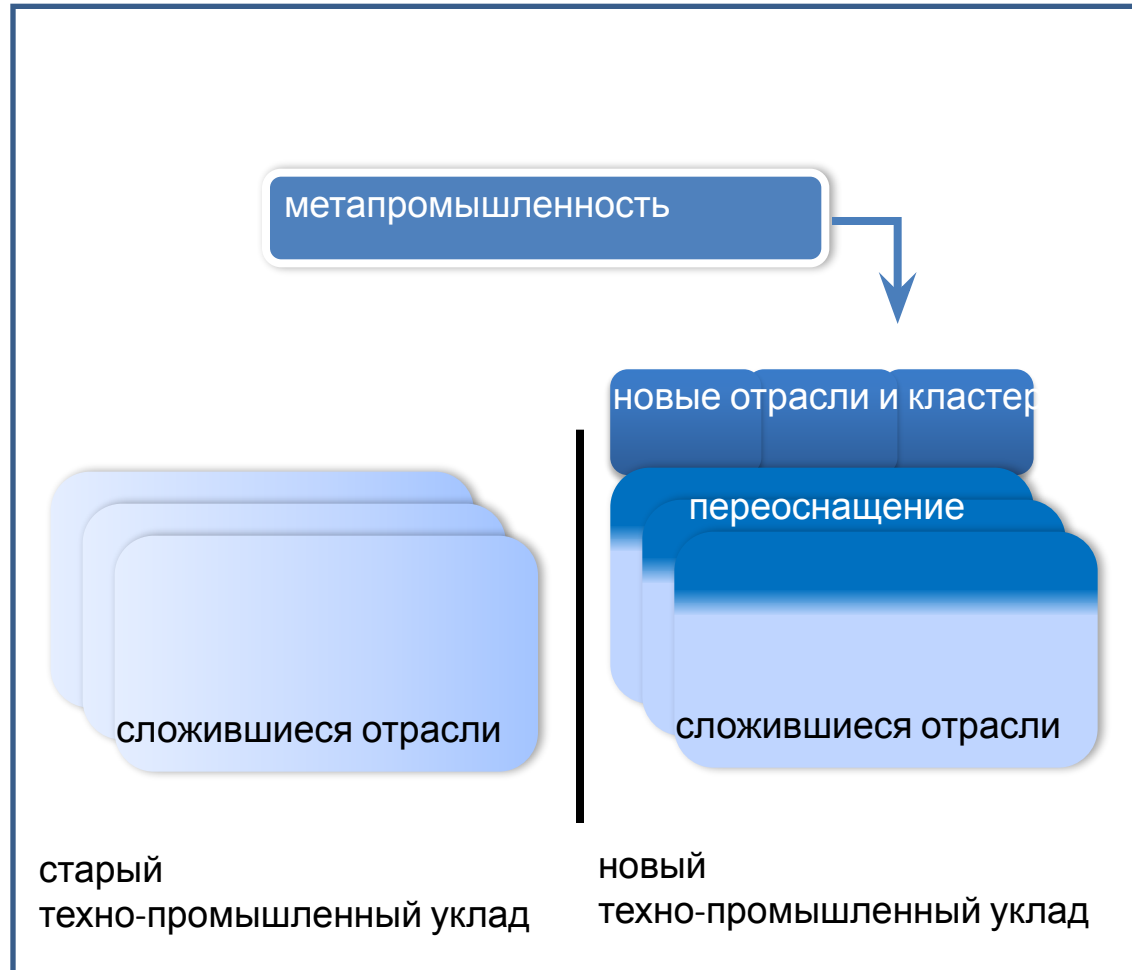 метапромышленность
новые отрасли и кластер
переоснащение
сложившиеся отрасли
сложившиеся отрасли
старый
техно-промышленный уклад
новый
техно-промышленный уклад